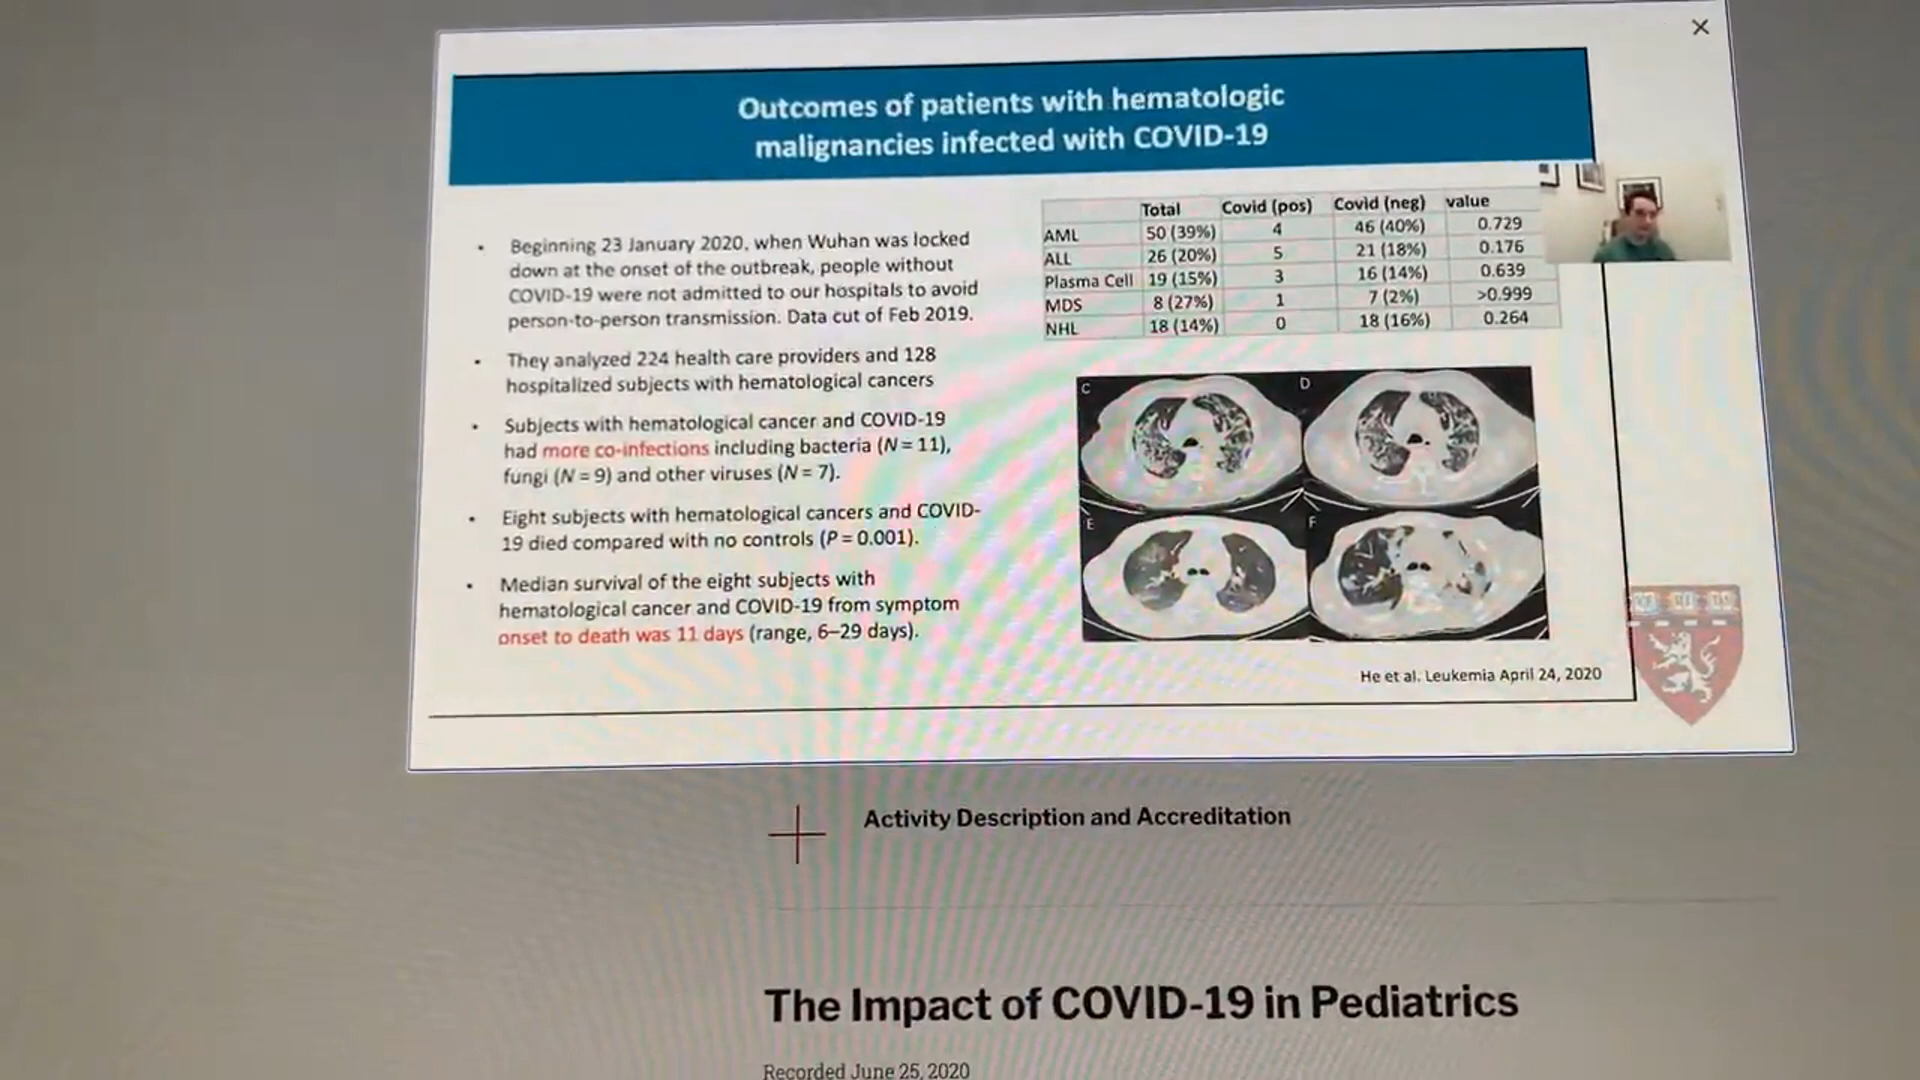 ×
Outcomes of patients with hematologic
malignancies infected with COVID-19
• Beginning 23 January 2020, when Wuhan was locked
down at the onset of the outbreak, people without
COVID-19 were not admitted to our hospitals to avoid
person-to-person transmission. Data cut of Feb 2019.
• They analyzed 224 health care providers and 128
hospitalized subjects with hematological cancers
• Subjects with hematological cancer and COVID-19
had more co-infections including bacteria (N = 11),
fungi (N = 9) and other viruses (N = 7).
• Eight subjects with hematological cancers and COVID-
19 died compared with no controls (P = 0.001).
• Median survival of the eight subjects with
hematological cancer and COVID-19 from symptom
onset to death was 11 days (range, 6–29 days).
Total Covid (pos) Covid (neg) value
AML 50 (39%) 4 46 (40%) 0.729
ALL 26 (20%) 5 21 (18%) 0.176
Plasma Cell 19 (15%) 3 16 (14%) 0.639
MDS 8 (27%) 1 7 (2%) >0.999
NHL 18 (14%) 0 18 (16%) 0.264
C D
E F
He et al. Leukemia April 24, 2020
Activity Description and Accreditation
The Impact of COVID-19 in Pediatrics
Recorded June 25, 2020